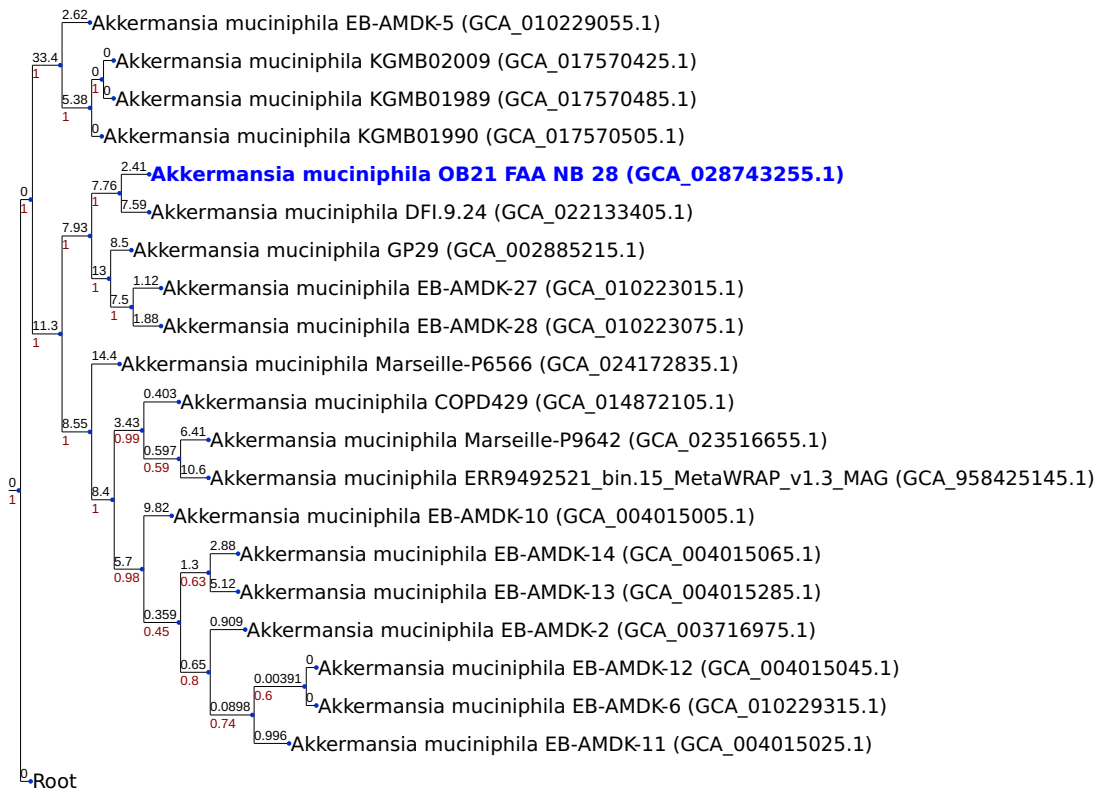 2.62 Akkermansia muciniphila EB-AMDK-5 (GCA_010229055.1)
33.4
1
0 Akkermansia muciniphila KGMB02009 (GCA_017570425.1)
0
1
0 Akkermansia muciniphila KGMB01989 (GCA_017570485.1)
5.38
1
0 Akkermansia muciniphila KGMB01990 (GCA_017570505.1)
2.41 Akkermansia muciniphila OB21 FAA NB 28 (GCA_028743255.1)
7.76
1
0
1
7.59 Akkermansia muciniphila DFI.9.24 (GCA_022133405.1)
7.93
1
8.5 Akkermansia muciniphila GP29 (GCA_002885215.1)
13
1
1.12 Akkermansia muciniphila EB-AMDK-27 (GCA_010223015.1)
7.5
1
1.88 Akkermansia muciniphila EB-AMDK-28 (GCA_010223075.1)
11.3
1
14.4 Akkermansia muciniphila Marseille-P6566 (GCA_024172835.1)
0.403 Akkermansia muciniphila COPD429 (GCA_014872105.1)
8.55
1
3.43
0.99
6.41 Akkermansia muciniphila Marseille-P9642 (GCA_023516655.1)
0.597
0.59
10.6 Akkermansia muciniphila ERR9492521_bin.15_MetaWRAP_v1.3_MAG (GCA_958425145.1)
0
1
8.4
1
9.82 Akkermansia muciniphila EB-AMDK-10 (GCA_004015005.1)
2.88 Akkermansia muciniphila EB-AMDK-14 (GCA_004015065.1)
5.7
0.98
1.3
0.63
5.12 Akkermansia muciniphila EB-AMDK-13 (GCA_004015285.1)
0.359
0.45
0.909 Akkermansia muciniphila EB-AMDK-2 (GCA_003716975.1)
0.65
0.8
0 Akkermansia muciniphila EB-AMDK-12 (GCA_004015045.1)
0.00391
0.6
0 Akkermansia muciniphila EB-AMDK-6 (GCA_010229315.1)
0.0898
0.74
0.996 Akkermansia muciniphila EB-AMDK-11 (GCA_004015025.1)
0 Root